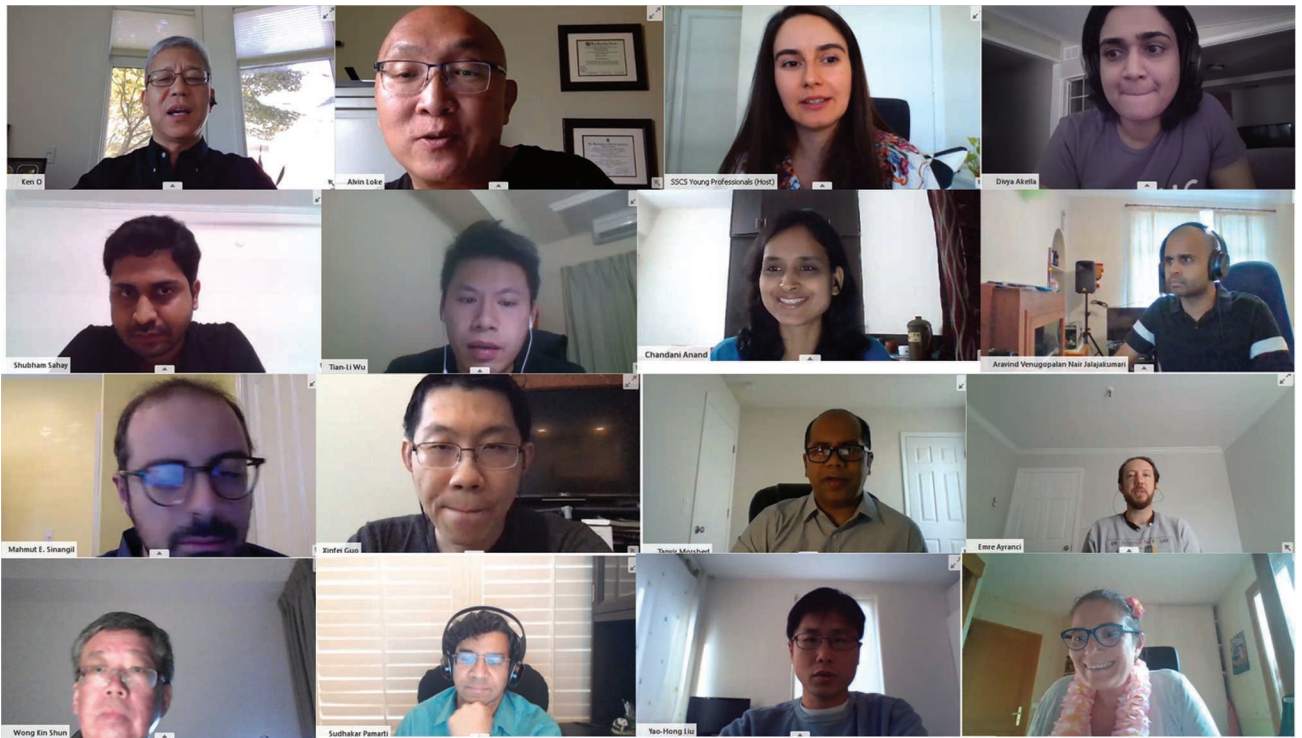 Ken O
Alvin Loke
SSCS Young Professionals (Host)
Divya Akella
Shubham Sahay
Tian-Li Wu
Chandani Anand
Aravind Venugopalan Nair Jalajakumari
Mahmut E. Sinangil
Xinfei Guo
Tanvir Morshed
Emre Ayranci
Wong Kin Shun
Sudhakar Pamarti
Yao-Hong Liu